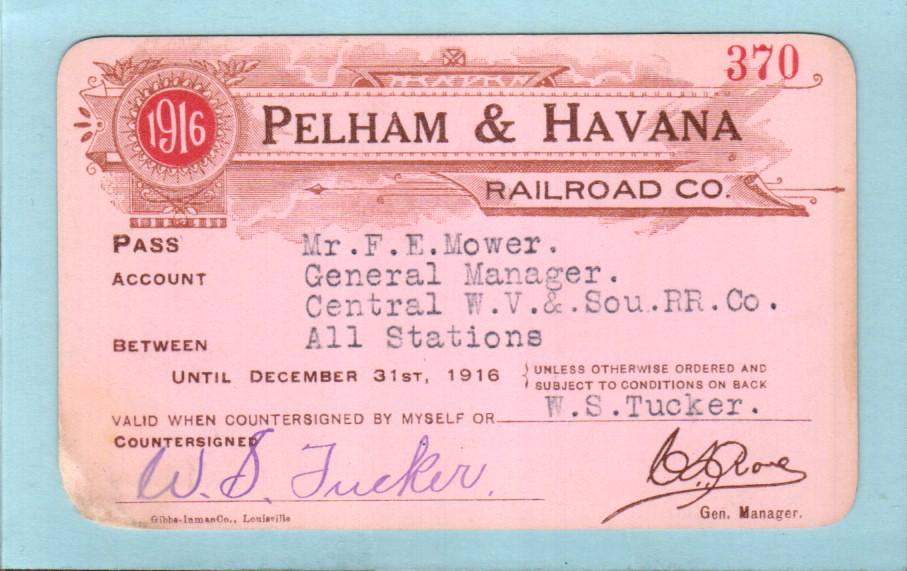 370
1916
PELHAM & HAVANA
RAILROAD CO.
PASS Mr.F.E.Mower.
ACCOUNT General Manager.
Central W.V.&.Sou.RR.Co.
BETWEEN All Stations
UNTIL DECEMBER 31ST, 1916 } UNLESS OTHERWISE ORDERED AND
SUBJECT TO CONDITIONS ON BACK
VALID WHEN COUNTERSIGNED BY MYSELF OR W.S.Tucker.
COUNTERSIGNED
W. S. Tucker.
Gen. Manager.
Gibbs-Inman Co., Louisville